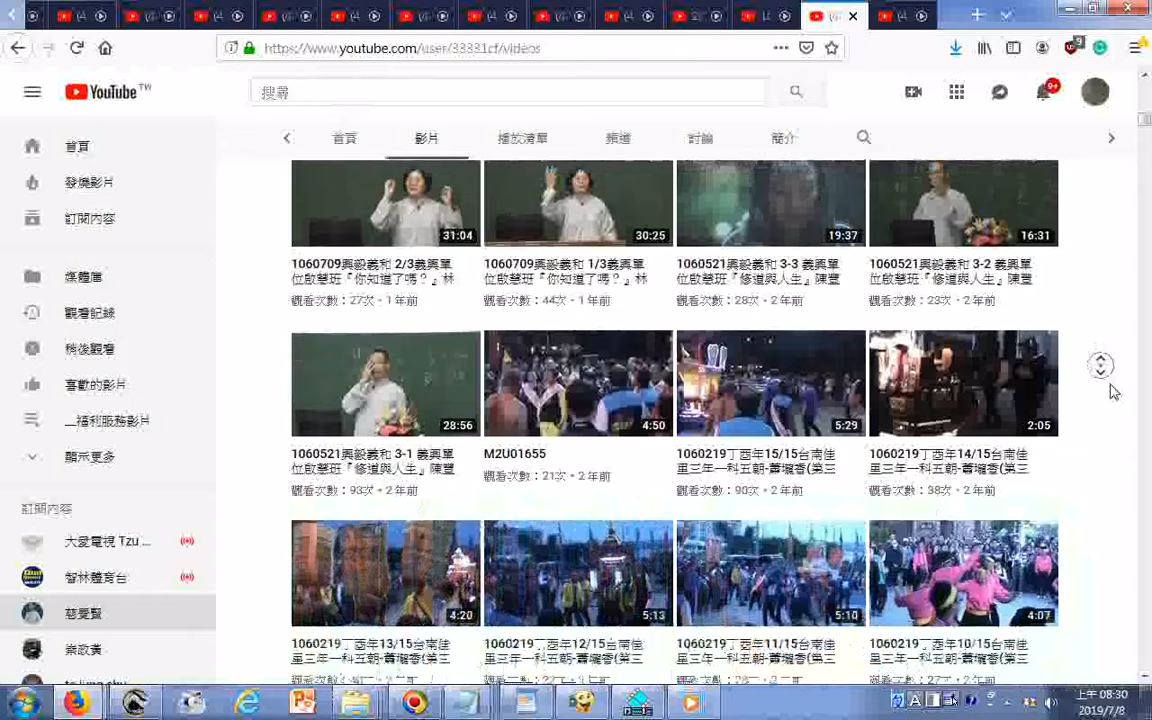 https://www.youtube.com/user/33331cf/videos
9
YouTube TW
搜尋
9+
首頁
影片
播放清單
頻道
討論
簡介
首頁
發燒影片
訂閱內容
媒體庫
觀看記錄
稍後觀看
喜歡的影片
顯示更多
訂閱內容
大愛電視 Tzu ...
智林體育台
慈覺賢
31:04
30:25
19:37
16:31
1060709興毅義和 2/3義興單
位啟慧班『你知道了嗎？』林
觀看次數：27次・1 年前
1060709興毅義和 1/3義興單
位啟慧班『你知道了嗎？』林
觀看次數：44次・1 年前
1060521興毅義和 3-3 義興單
位啟慧班『修道與人生』陳豐
觀看次數：28次・2 年前
1060521興毅義和 3-2 義興單
位啟慧班『修道與人生』陳豐
觀看次數：23次・2 年前
28:56
4:50
5:29
2:05
1060521興毅義和 3-1 義興單
位啟慧班『修道與人生』陳豐
觀看次數：93次・2 年前
M2U01655
觀看次數：21次・2 年前
1060219丁酉年15/15台南佳
里三年一科五朝-蕭壠香(第三
觀看次數：90次・2 年前
1060219丁酉年14/15台南佳
里三年一科五朝-蕭壠香(第三
觀看次數：38次・2 年前
4:20
5:13
5:10
4:07
1060219丁酉年13/15台南佳
里三年一科五朝-蕭壠香(第三
1060219丁酉年12/15台南佳
里三年一科五朝-蕭壠香(第三
1060219丁酉年11/15台南佳
里三年一科五朝-蕭壠香(第三
1060219丁酉年10/15台南佳
里三年一科五朝-蕭壠香(第三
上午 08:30
2019/7/8